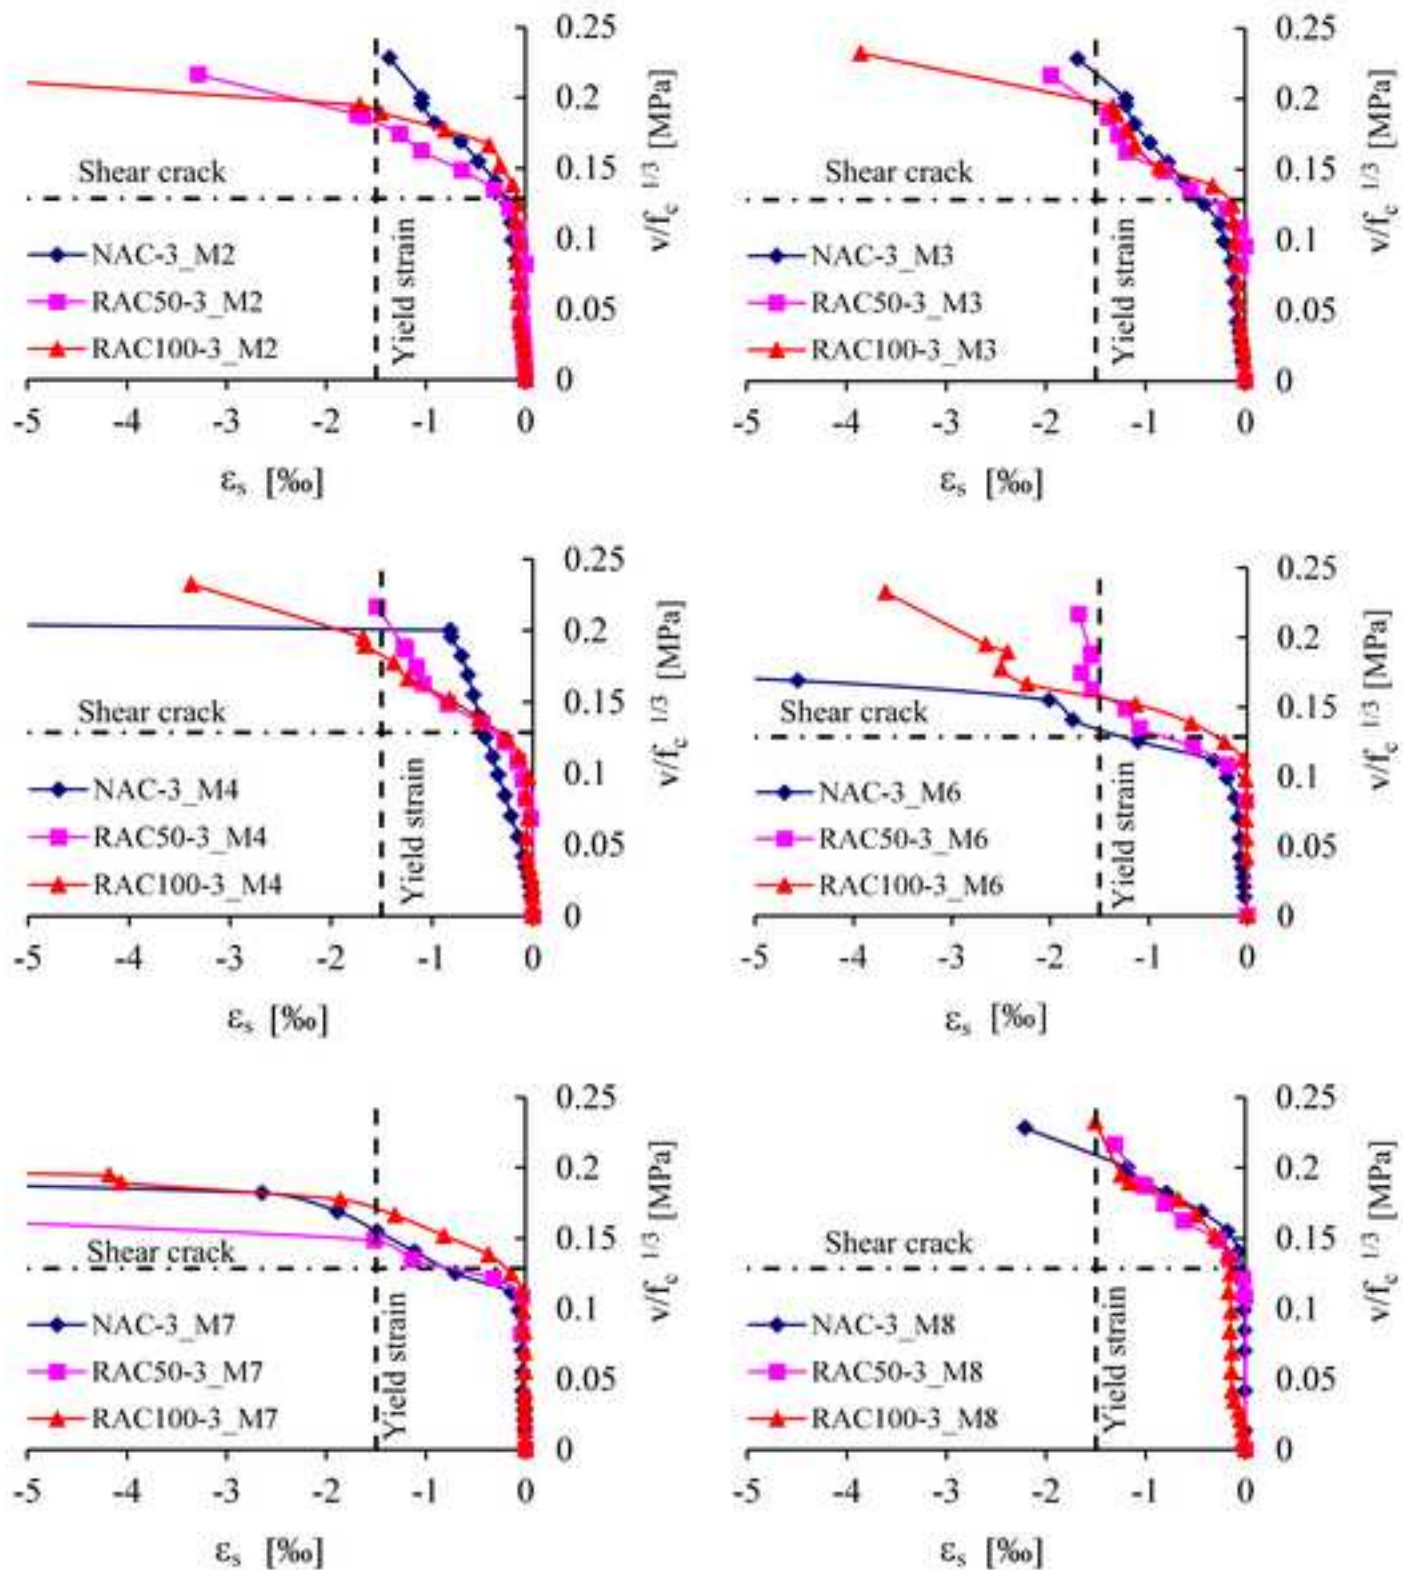 0.25
0.2
0.15
0.1
0.05
0
v/f_c ^1/3 [MPa]
Shear crack
Yield strain
NAC-3_M2
RAC50-3_M2
RAC100-3_M2
-5 -4 -3 -2 -1 0
ε_s [‰]
0.25
0.2
0.15
0.1
0.05
0
v/f_c ^1/3 [MPa]
Shear crack
Yield strain
NAC-3_M3
RAC50-3_M3
RAC100-3_M3
-5 -4 -3 -2 -1 0
ε_s [‰]
0.25
0.2
0.15
0.1
0.05
0
v/f_c ^1/3 [MPa]
Shear crack
Yield strain
NAC-3_M4
RAC50-3_M4
RAC100-3_M4
-5 -4 -3 -2 -1 0
ε_s [‰]
0.25
0.2
0.15
0.1
0.05
0
v/f_c ^1/3 [MPa]
Shear crack
Yield strain
NAC-3_M6
RAC50-3_M6
RAC100-3_M6
-5 -4 -3 -2 -1 0
ε_s [‰]
0.25
0.2
0.15
0.1
0.05
0
v/f_c ^1/3 [MPa]
Shear crack
Yield strain
NAC-3_M7
RAC50-3_M7
RAC100-3_M7
-5 -4 -3 -2 -1 0
ε_s [‰]
0.25
0.2
0.15
0.1
0.05
0
v/f_c ^1/3 [MPa]
Shear crack
Yield strain
NAC-3_M8
RAC50-3_M8
RAC100-3_M8
-5 -4 -3 -2 -1 0
ε_s [‰]